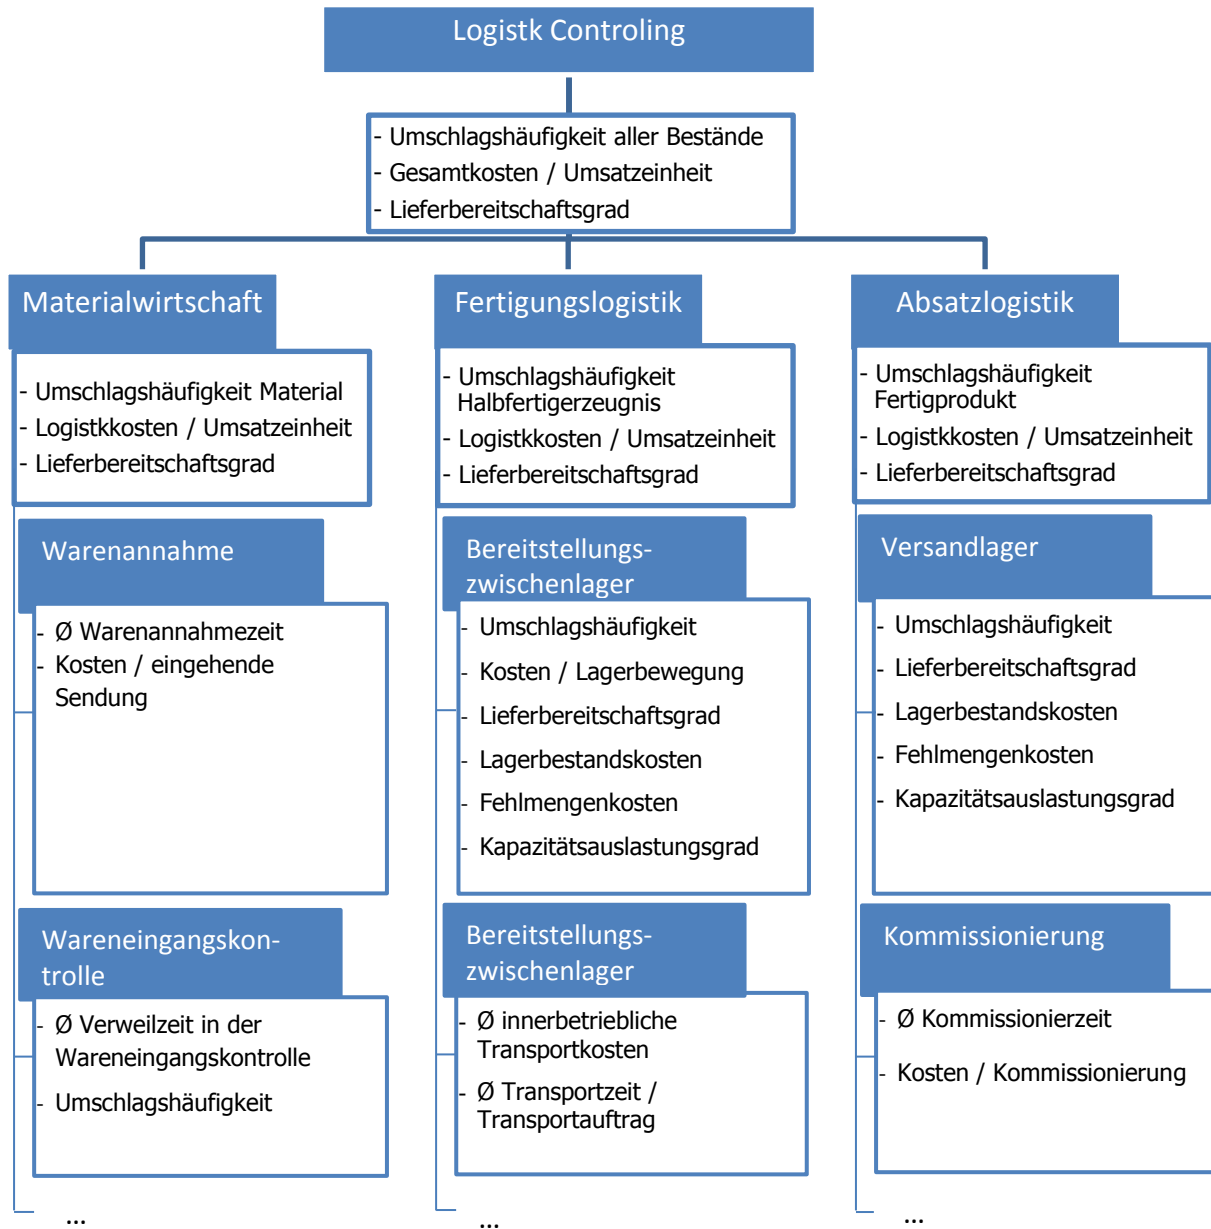 Logistk Controling
- Umschlagshäufigkeit aller Bestände
- Gesamtkosten / Umsatzeinheit
- Lieferbereitschaftsgrad
Materialwirtschaft
- Umschlagshäufigkeit Material
- Logistkkosten / Umsatzeinheit
- Lieferbereitschaftsgrad
Warenannahme
- Ø Warenannahmezeit
- Kosten / eingehende
Sendung
Wareneingangskon-
trolle
- Ø Verweilzeit in der
Wareneingangskontrolle
- Umschlagshäufigkeit
...
Fertigungslogistik
- Umschlagshäufigkeit
Halbfertigerzeugnis
- Logistkkosten / Umsatzeinheit
- Lieferbereitschaftsgrad
Bereitstellungs-
zwischenlager
- Umschlagshäufigkeit
- Kosten / Lagerbewegung
- Lieferbereitschaftsgrad
- Lagerbestandskosten
- Fehlmengenkosten
- Kapazitätsauslastungsgrad
Bereitstellungs-
zwischenlager
- Ø innerbetriebliche
Transportkosten
- Ø Transportzeit /
Transportauftrag
...
Absatzlogistik
- Umschlagshäufigkeit
Fertigprodukt
- Logistkkosten / Umsatzeinheit
- Lieferbereitschaftsgrad
Versandlager
- Umschlagshäufigkeit
- Lieferbereitschaftsgrad
- Lagerbestandskosten
- Fehlmengenkosten
- Kapazitätsauslastungsgrad
Kommissionierung
- Ø Kommissionierzeit
- Kosten / Kommissionierung
...